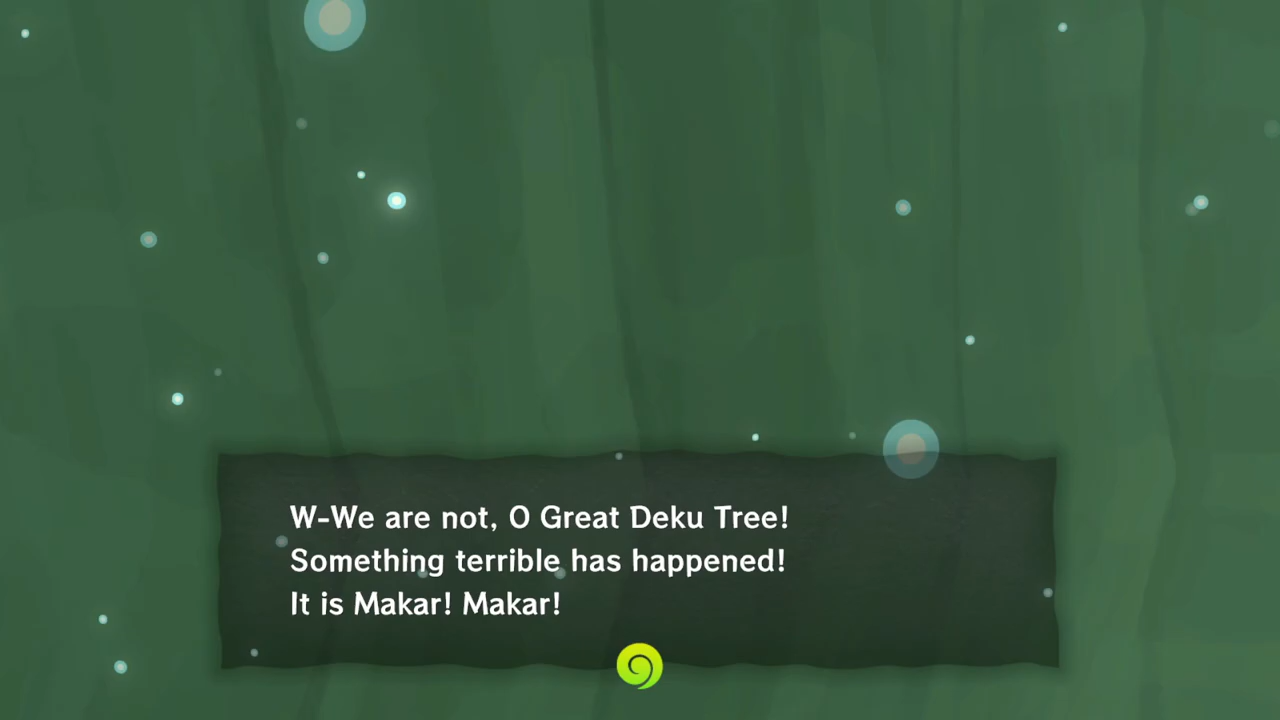 W-We are not, O Great Deku Tree!
Something terrible has happened!
It is Makar! Makar!